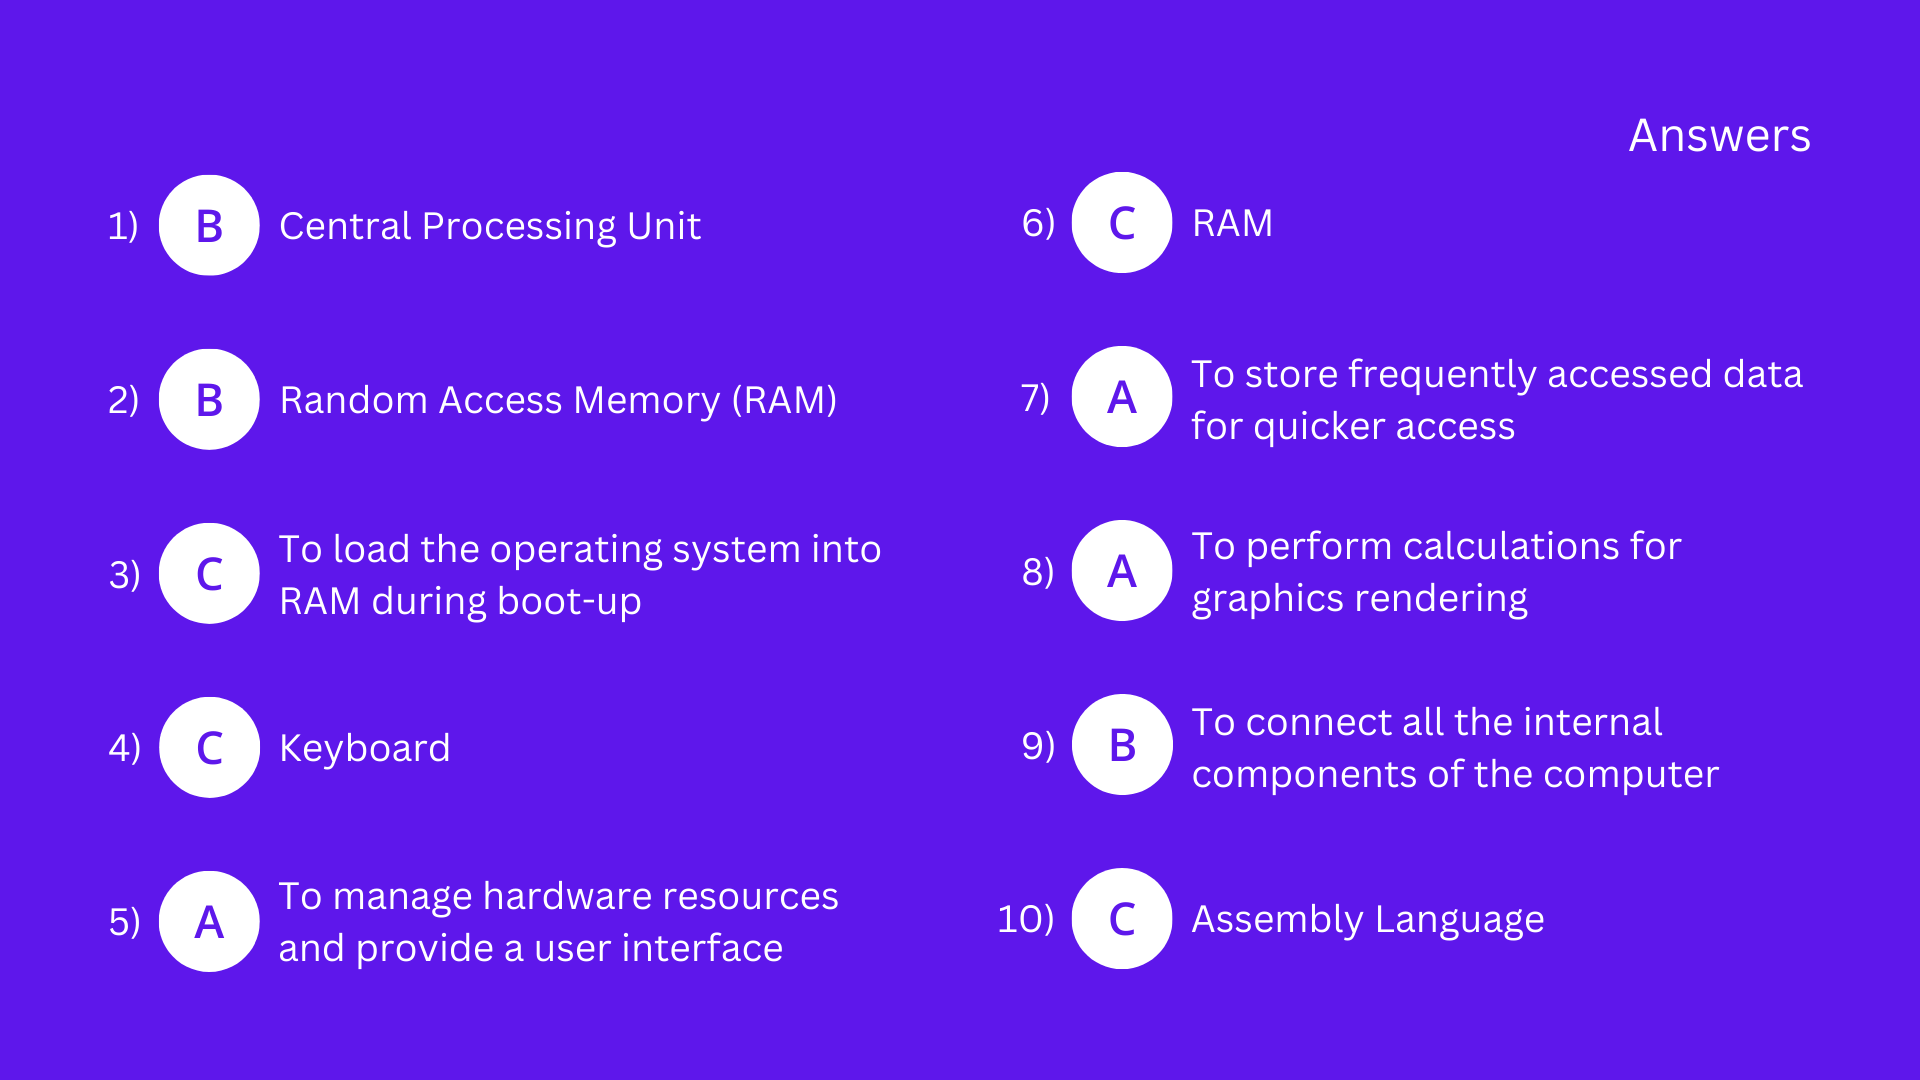 Answers
1) B Central Processing Unit
2) B Random Access Memory (RAM)
3) C To load the operating system into
RAM during boot-up
4) C Keyboard
5) A To manage hardware resources
and provide a user interface
6) C RAM
7) A To store frequently accessed data
for quicker access
8) A To perform calculations for
graphics rendering
9) B To connect all the internal
components of the computer
10) C Assembly Language